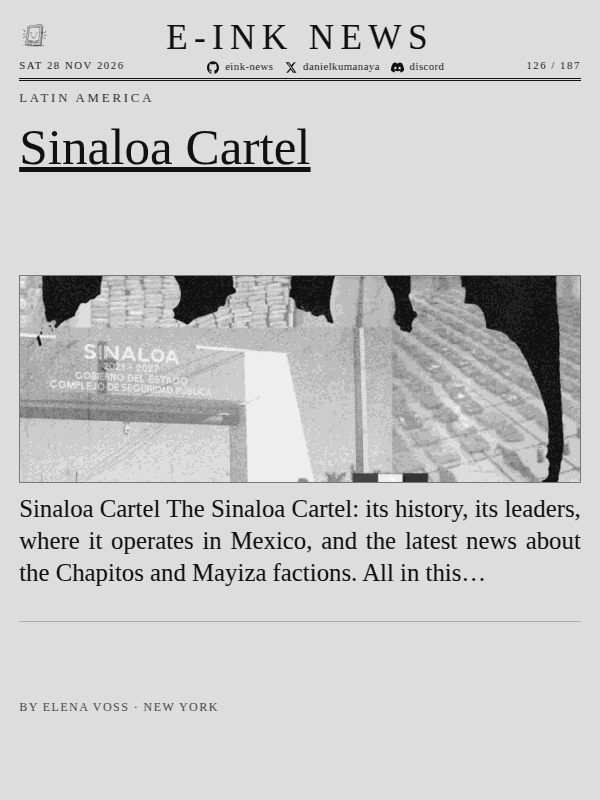 E-INK NEWS
SAT 28 NOV 2026
eink-news danielkumanaya discord
126 / 187
LATIN AMERICA
Sinaloa Cartel
SINALOA
2021 - 2027
GOBIERNO DEL ESTADO
COMPLEJO DE SEGURIDAD PÚBLICA
Sinaloa Cartel The Sinaloa Cartel: its history, its leaders,
where it operates in Mexico, and the latest news about
the Chapitos and Mayiza factions. All in this…
BY ELENA VOSS · NEW YORK